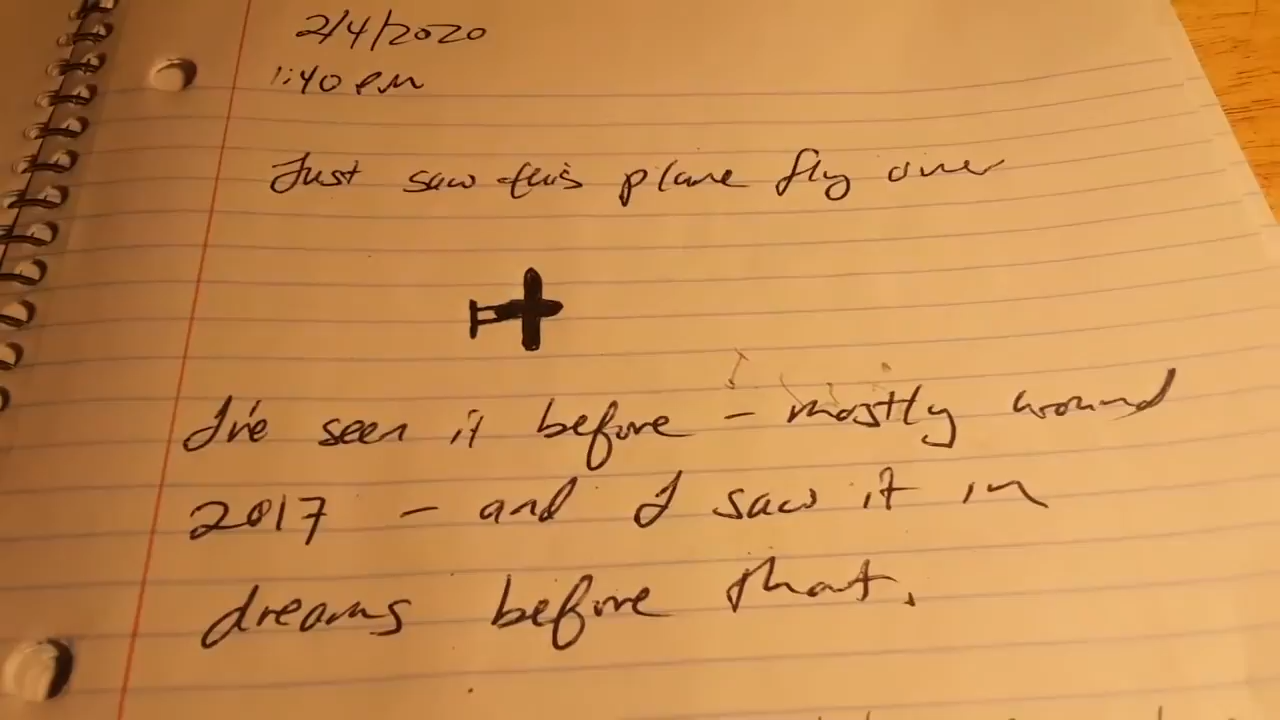 2/4/2020
1:40 PM
Just saw this plane fly over
I've seen it before - mostly around
2017 - and I saw it in
dreams before that.